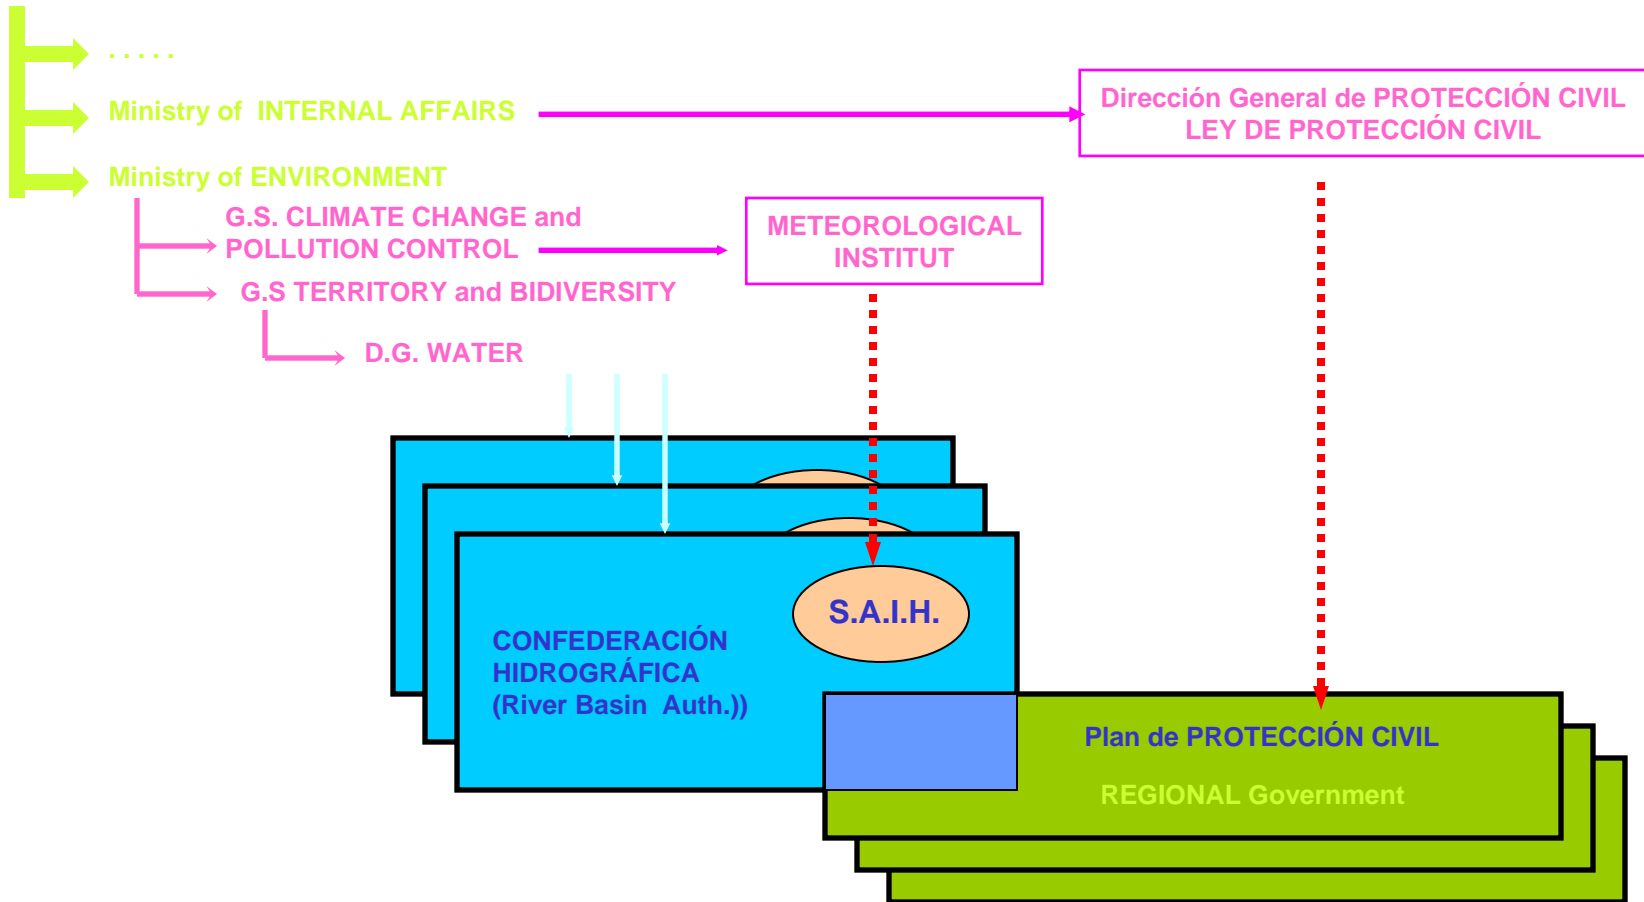 . . . . .
Ministry of INTERNAL AFFAIRS
Dirección General de PROTECCIÓN CIVIL
LEY DE PROTECCIÓN CIVIL
Ministry of ENVIRONMENT
G.S. CLIMATE CHANGE and
POLLUTION CONTROL
METEOROLOGICAL
INSTITUT
G.S TERRITORY and BIDIVERSITY
D.G. WATER
S.A.I.H.
CONFEDERACIÓN
HIDROGRÁFICA
(River Basin Auth.))
Plan de PROTECCIÓN CIVIL
REGIONAL Government